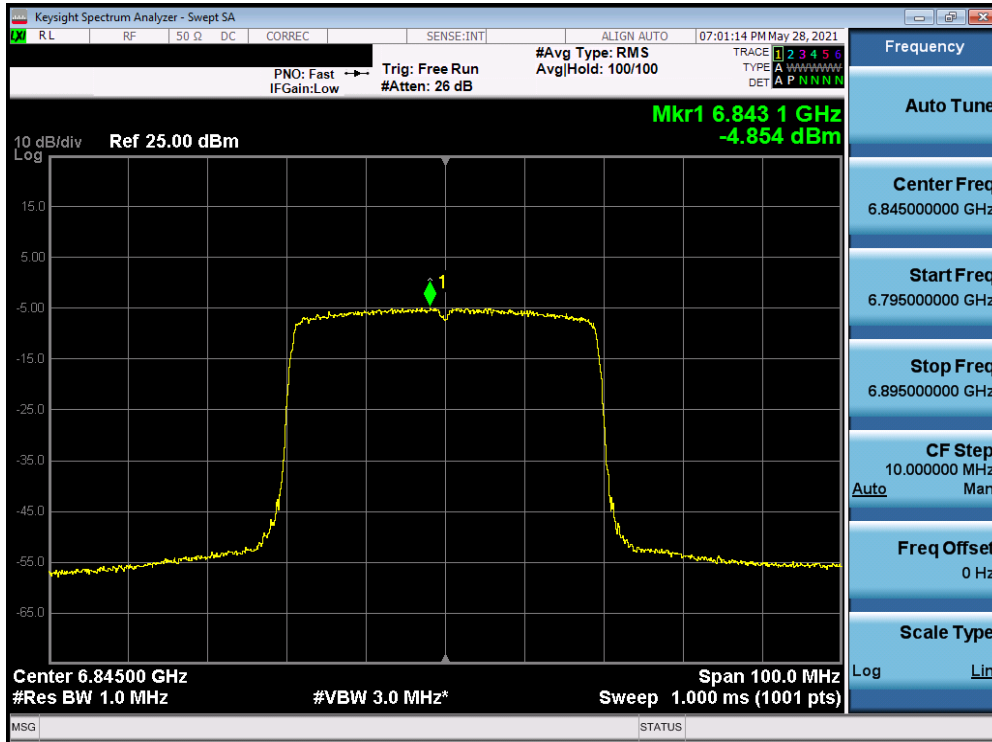 Keysight Spectrum Analyzer - Swept SA
LXI RL RF 50 Ω DC CORREC SENSE:INT ALIGN AUTO 07:01:14 PM May 28, 2021
PNO: Fast
IFGain:Low
Trig: Free Run
#Atten: 26 dB
#Avg Type: RMS
Avg|Hold: 100/100
TRACE 1 2 3 4 5 6
TYPE A WWWWW
DET A P N N N N
Mkr1 6.843 1 GHz
-4.854 dBm
10 dB/div Ref 25.00 dBm
Log
15.0
5.00
-5.00
-15.0
-25.0
-35.0
-45.0
-55.0
-65.0
1
Center 6.84500 GHz Span 100.0 MHz
#Res BW 1.0 MHz #VBW 3.0 MHz* Sweep 1.000 ms (1001 pts)
MSG STATUS
Frequency
Auto Tune
Center Freq
6.845000000 GHz
Start Freq
6.795000000 GHz
Stop Freq
6.895000000 GHz
CF Step
10.000000 MHz
Auto Man
Freq Offset
0 Hz
Scale Type
Log Lin